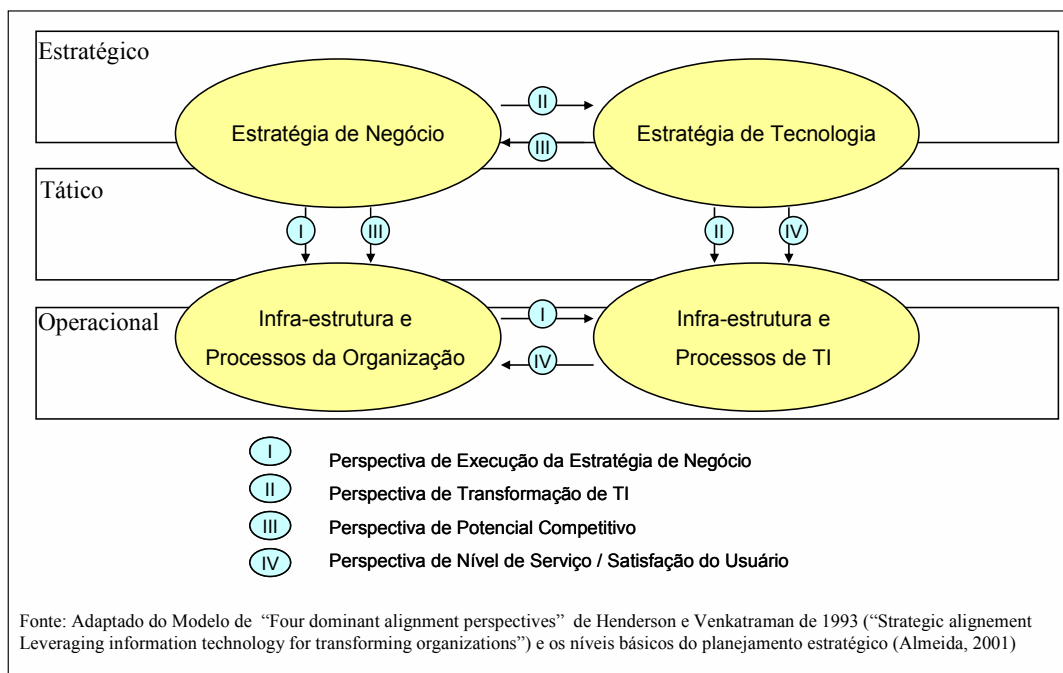 Estratégico
Estratégia de Negócio
II
Estratégia de Tecnologia
III
Tático
I
III
II
IV
Operacional
Infra-estrutura e
Processos da Organização
I
IV
Infra-estrutura e
Processos de TI
I Perspectiva de Execução da Estratégia de Negócio
II Perspectiva de Transformação de TI
III Perspectiva de Potencial Competitivo
IV Perspectiva de Nível de Serviço / Satisfação do Usuário
Fonte: Adaptado do Modelo de “Four dominant alignment perspectives” de Henderson e Venkatraman de 1993 (“Strategic alignement
Leveraging information technology for transforming organizations”) e os níveis básicos do planejamento estratégico (Almeida, 2001)